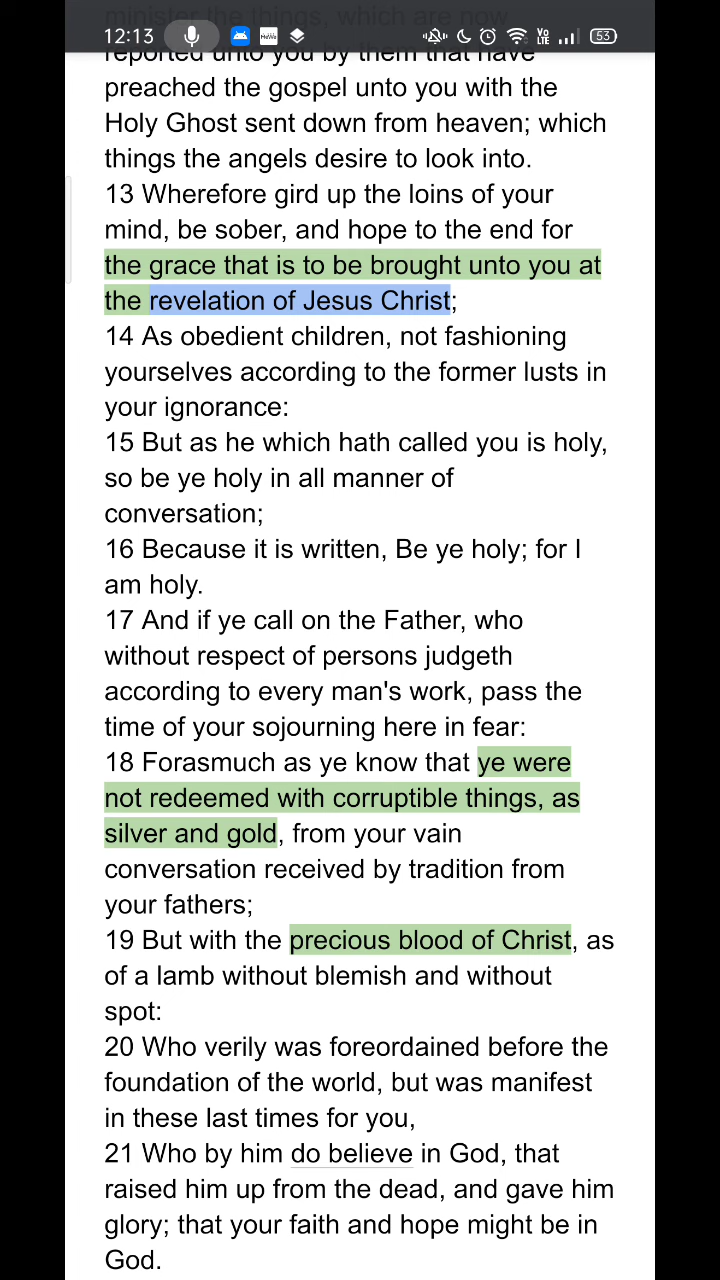 minister the things, which are now
12:13
VoLTE
53
reported unto you by them that have
preached the gospel unto you with the
Holy Ghost sent down from heaven; which
things the angels desire to look into.
13 Wherefore gird up the loins of your
mind, be sober, and hope to the end for
the grace that is to be brought unto you at
the revelation of Jesus Christ;
14 As obedient children, not fashioning
yourselves according to the former lusts in
your ignorance:
15 But as he which hath called you is holy,
so be ye holy in all manner of
conversation;
16 Because it is written, Be ye holy; for I
am holy.
17 And if ye call on the Father, who
without respect of persons judgeth
according to every man's work, pass the
time of your sojourning here in fear:
18 Forasmuch as ye know that ye were
not redeemed with corruptible things, as
silver and gold, from your vain
conversation received by tradition from
your fathers;
19 But with the precious blood of Christ, as
of a lamb without blemish and without
spot:
20 Who verily was foreordained before the
foundation of the world, but was manifest
in these last times for you,
21 Who by him do believe in God, that
raised him up from the dead, and gave him
glory; that your faith and hope might be in
God.